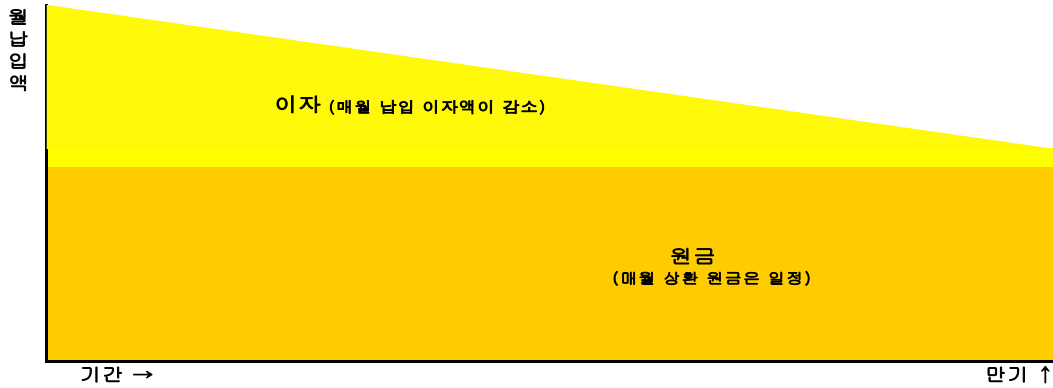 월납입액
이자 (매월 납입 이자액이 감소)
원금
(매월 상환 원금은 일정)
기간 → 만기 ↑